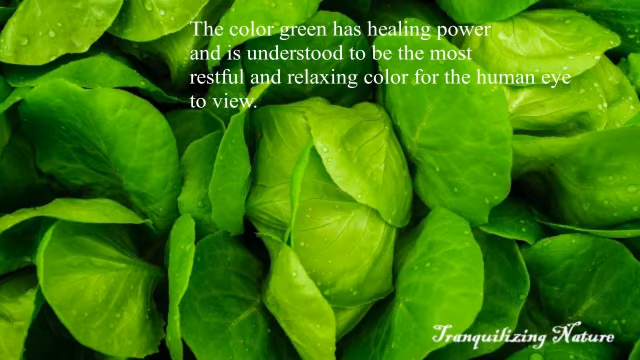 The color green has healing power
and is understood to be the most
restful and relaxing color for the human eye
to view.
Tranquilizing Nature